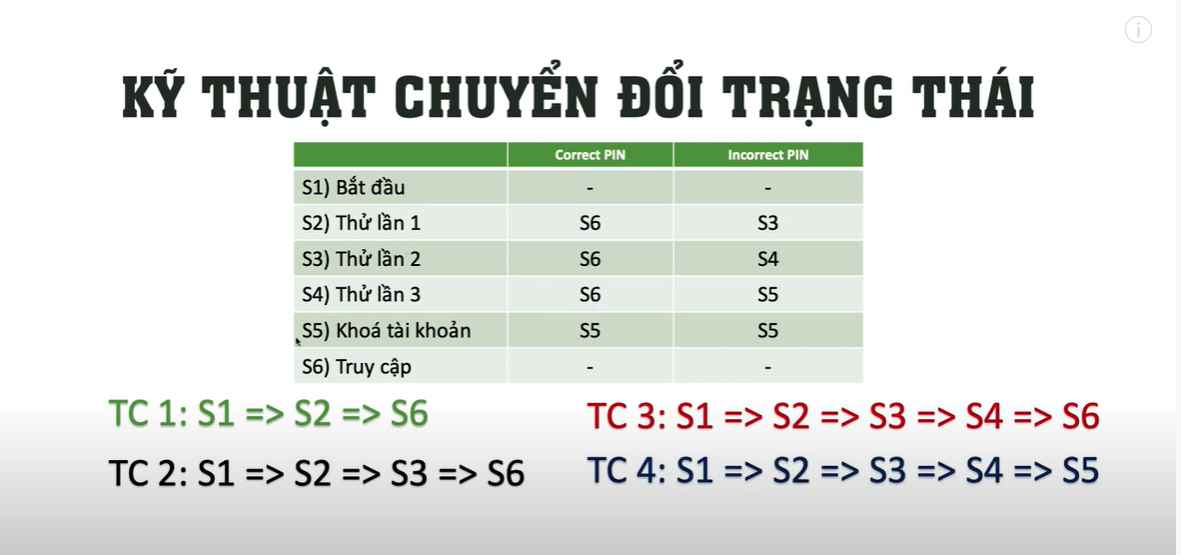 KỸ THUẬT CHUYỂN ĐỔI TRẠNG THÁI
Correct PIN Incorrect PIN
S1) Bắt đầu - -
S2) Thử lần 1 S6 S3
S3) Thử lần 2 S6 S4
S4) Thử lần 3 S6 S5
S5) Khoá tài khoản S5 S5
S6) Truy cập - -
TC 1: S1 => S2 => S6
TC 3: S1 => S2 => S3 => S4 => S6
TC 2: S1 => S2 => S3 => S6
TC 4: S1 => S2 => S3 => S4 => S5